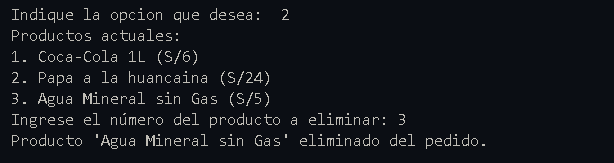 Indique la opcion que desea:  2
Productos actuales:
1. Coca-Cola 1L (S/6)
2. Papa a la huancaina (S/24)
3. Agua Mineral sin Gas (S/5)
Ingrese el número del producto a eliminar: 3
Producto 'Agua Mineral sin Gas' eliminado del pedido.